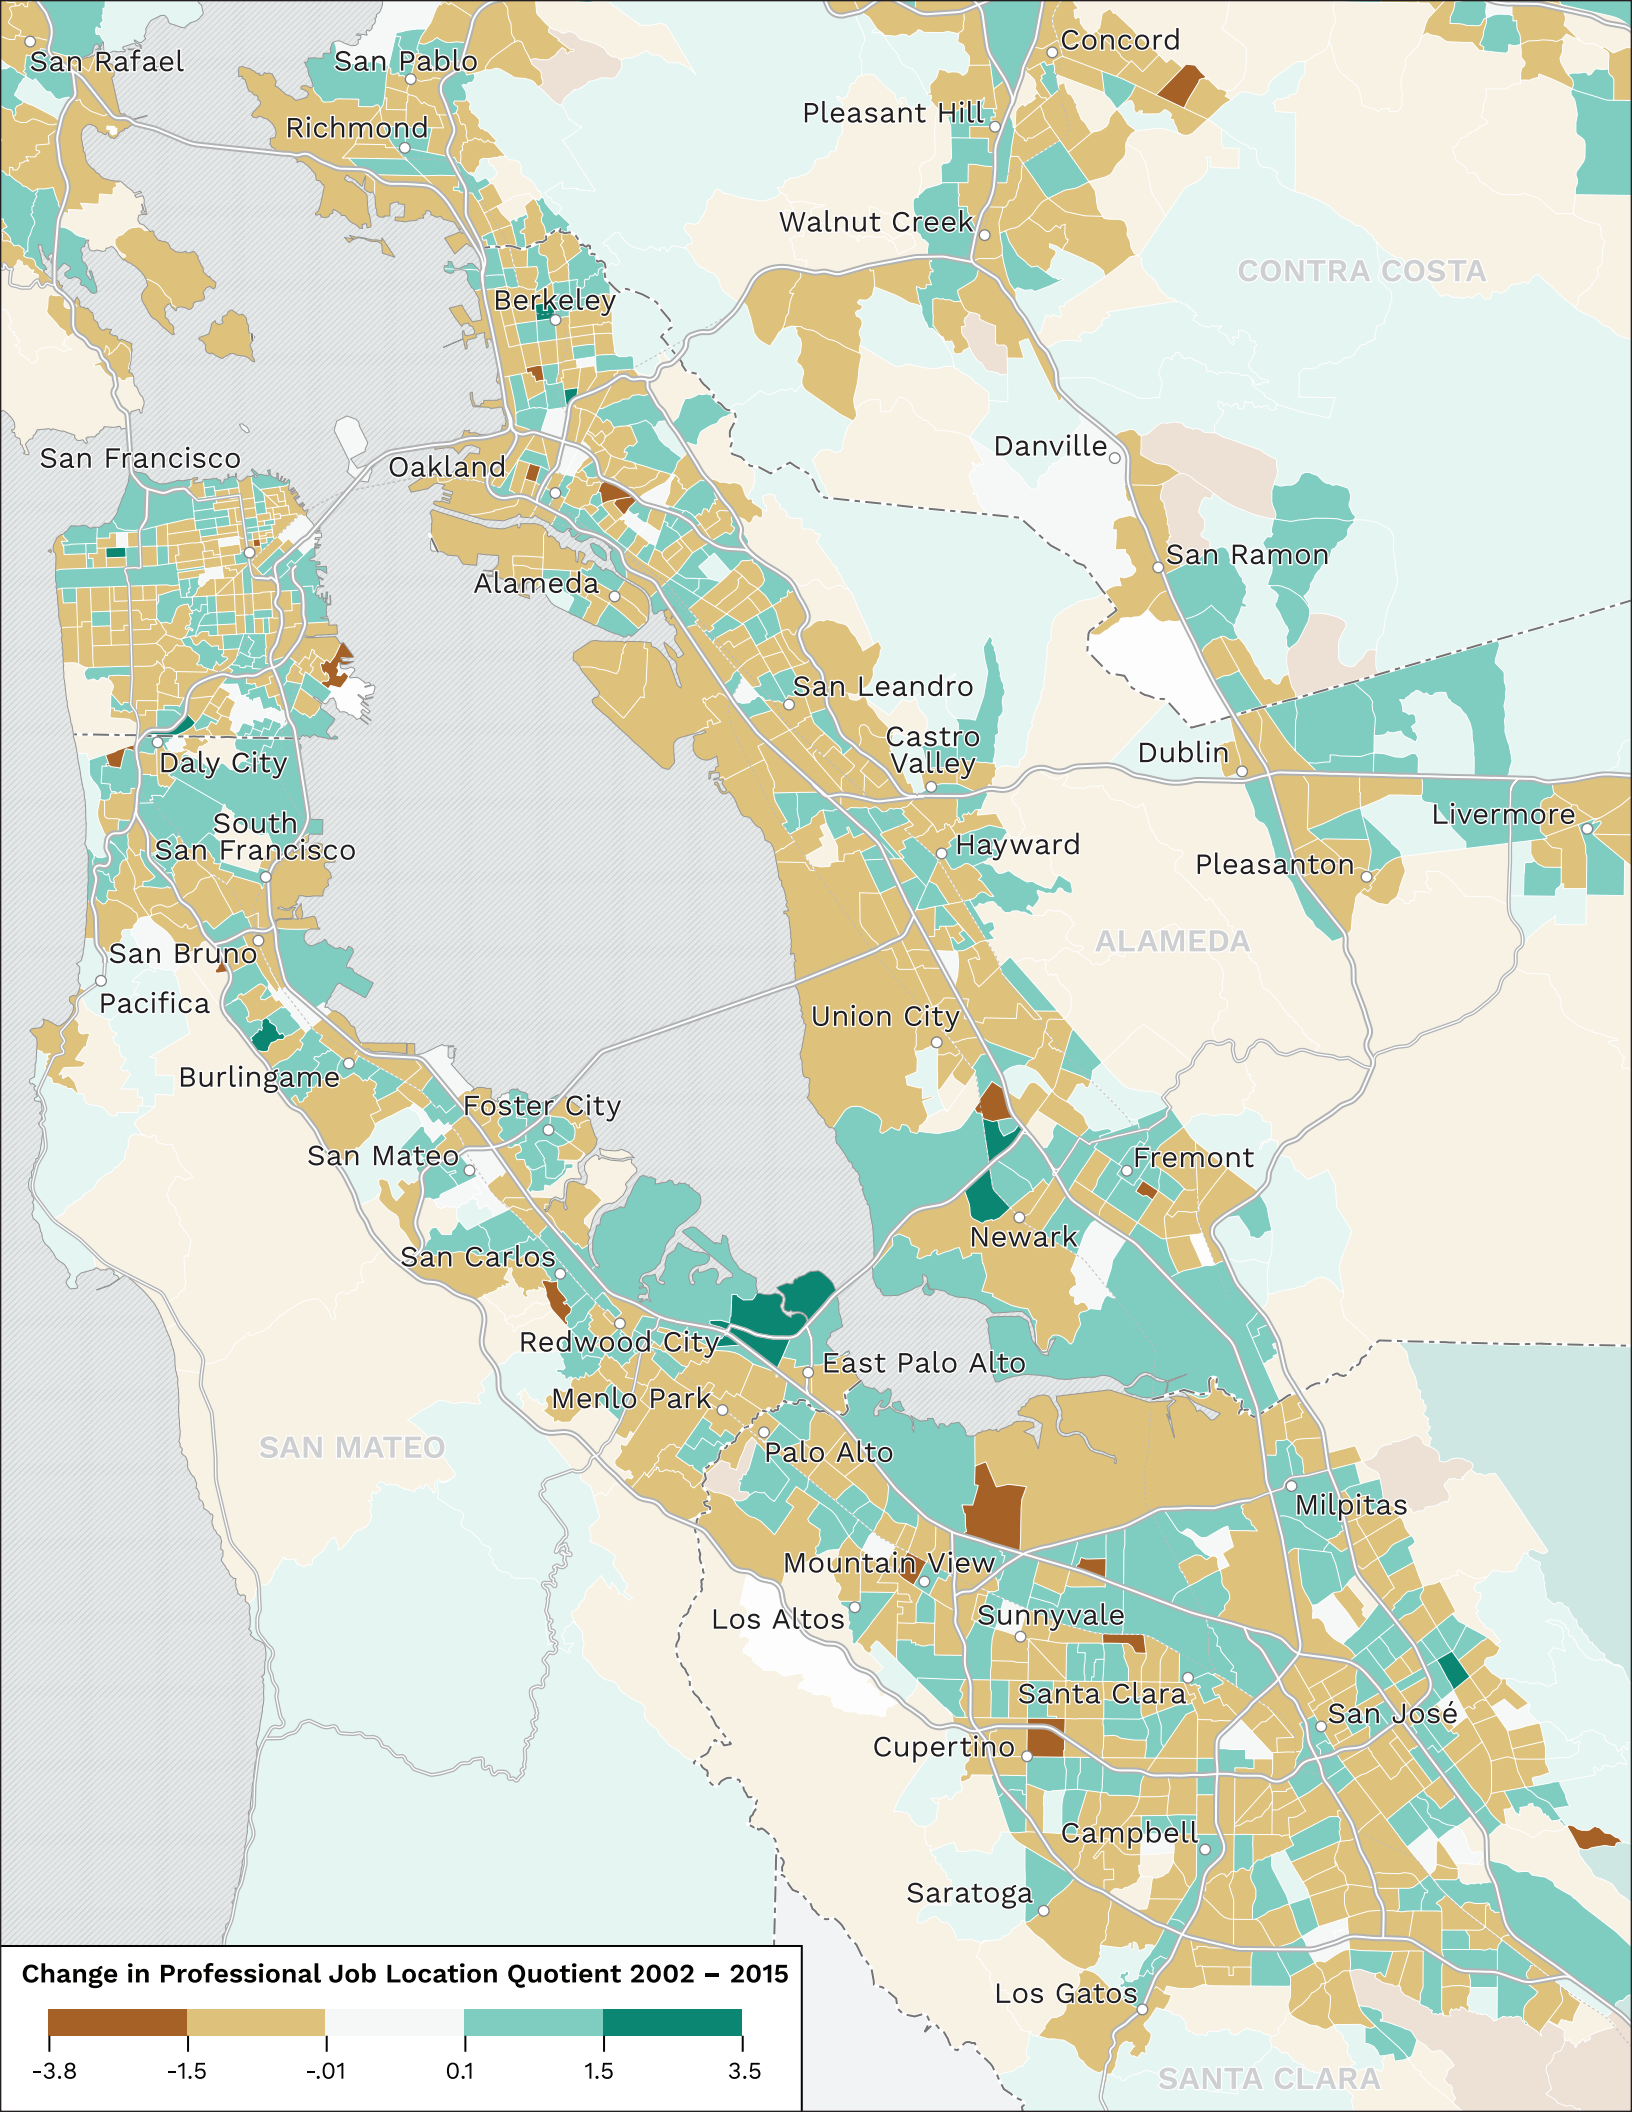 San Rafael
San Pablo
Concord
Richmond
Pleasant Hill
Walnut Creek
CONTRA COSTA
Berkeley
Danville
San Francisco
Oakland
San Ramon
Alameda
San Leandro
Castro
Valley
Dublin
Daly City
Livermore
South
San Francisco
Hayward
Pleasanton
ALAMEDA
San Bruno
Pacifica
Union City
Burlingame
Foster City
San Mateo
Fremont
Newark
San Carlos
Redwood City
East Palo Alto
Menlo Park
SAN MATEO
Palo Alto
Milpitas
Mountain View
Los Altos
Sunnyvale
Santa Clara
San José
Cupertino
Campbell
Saratoga
Los Gatos
SANTA CLARA
Change in Professional Job Location Quotient 2002 – 2015
-3.8 -1.5 -.01 0.1 1.5 3.5